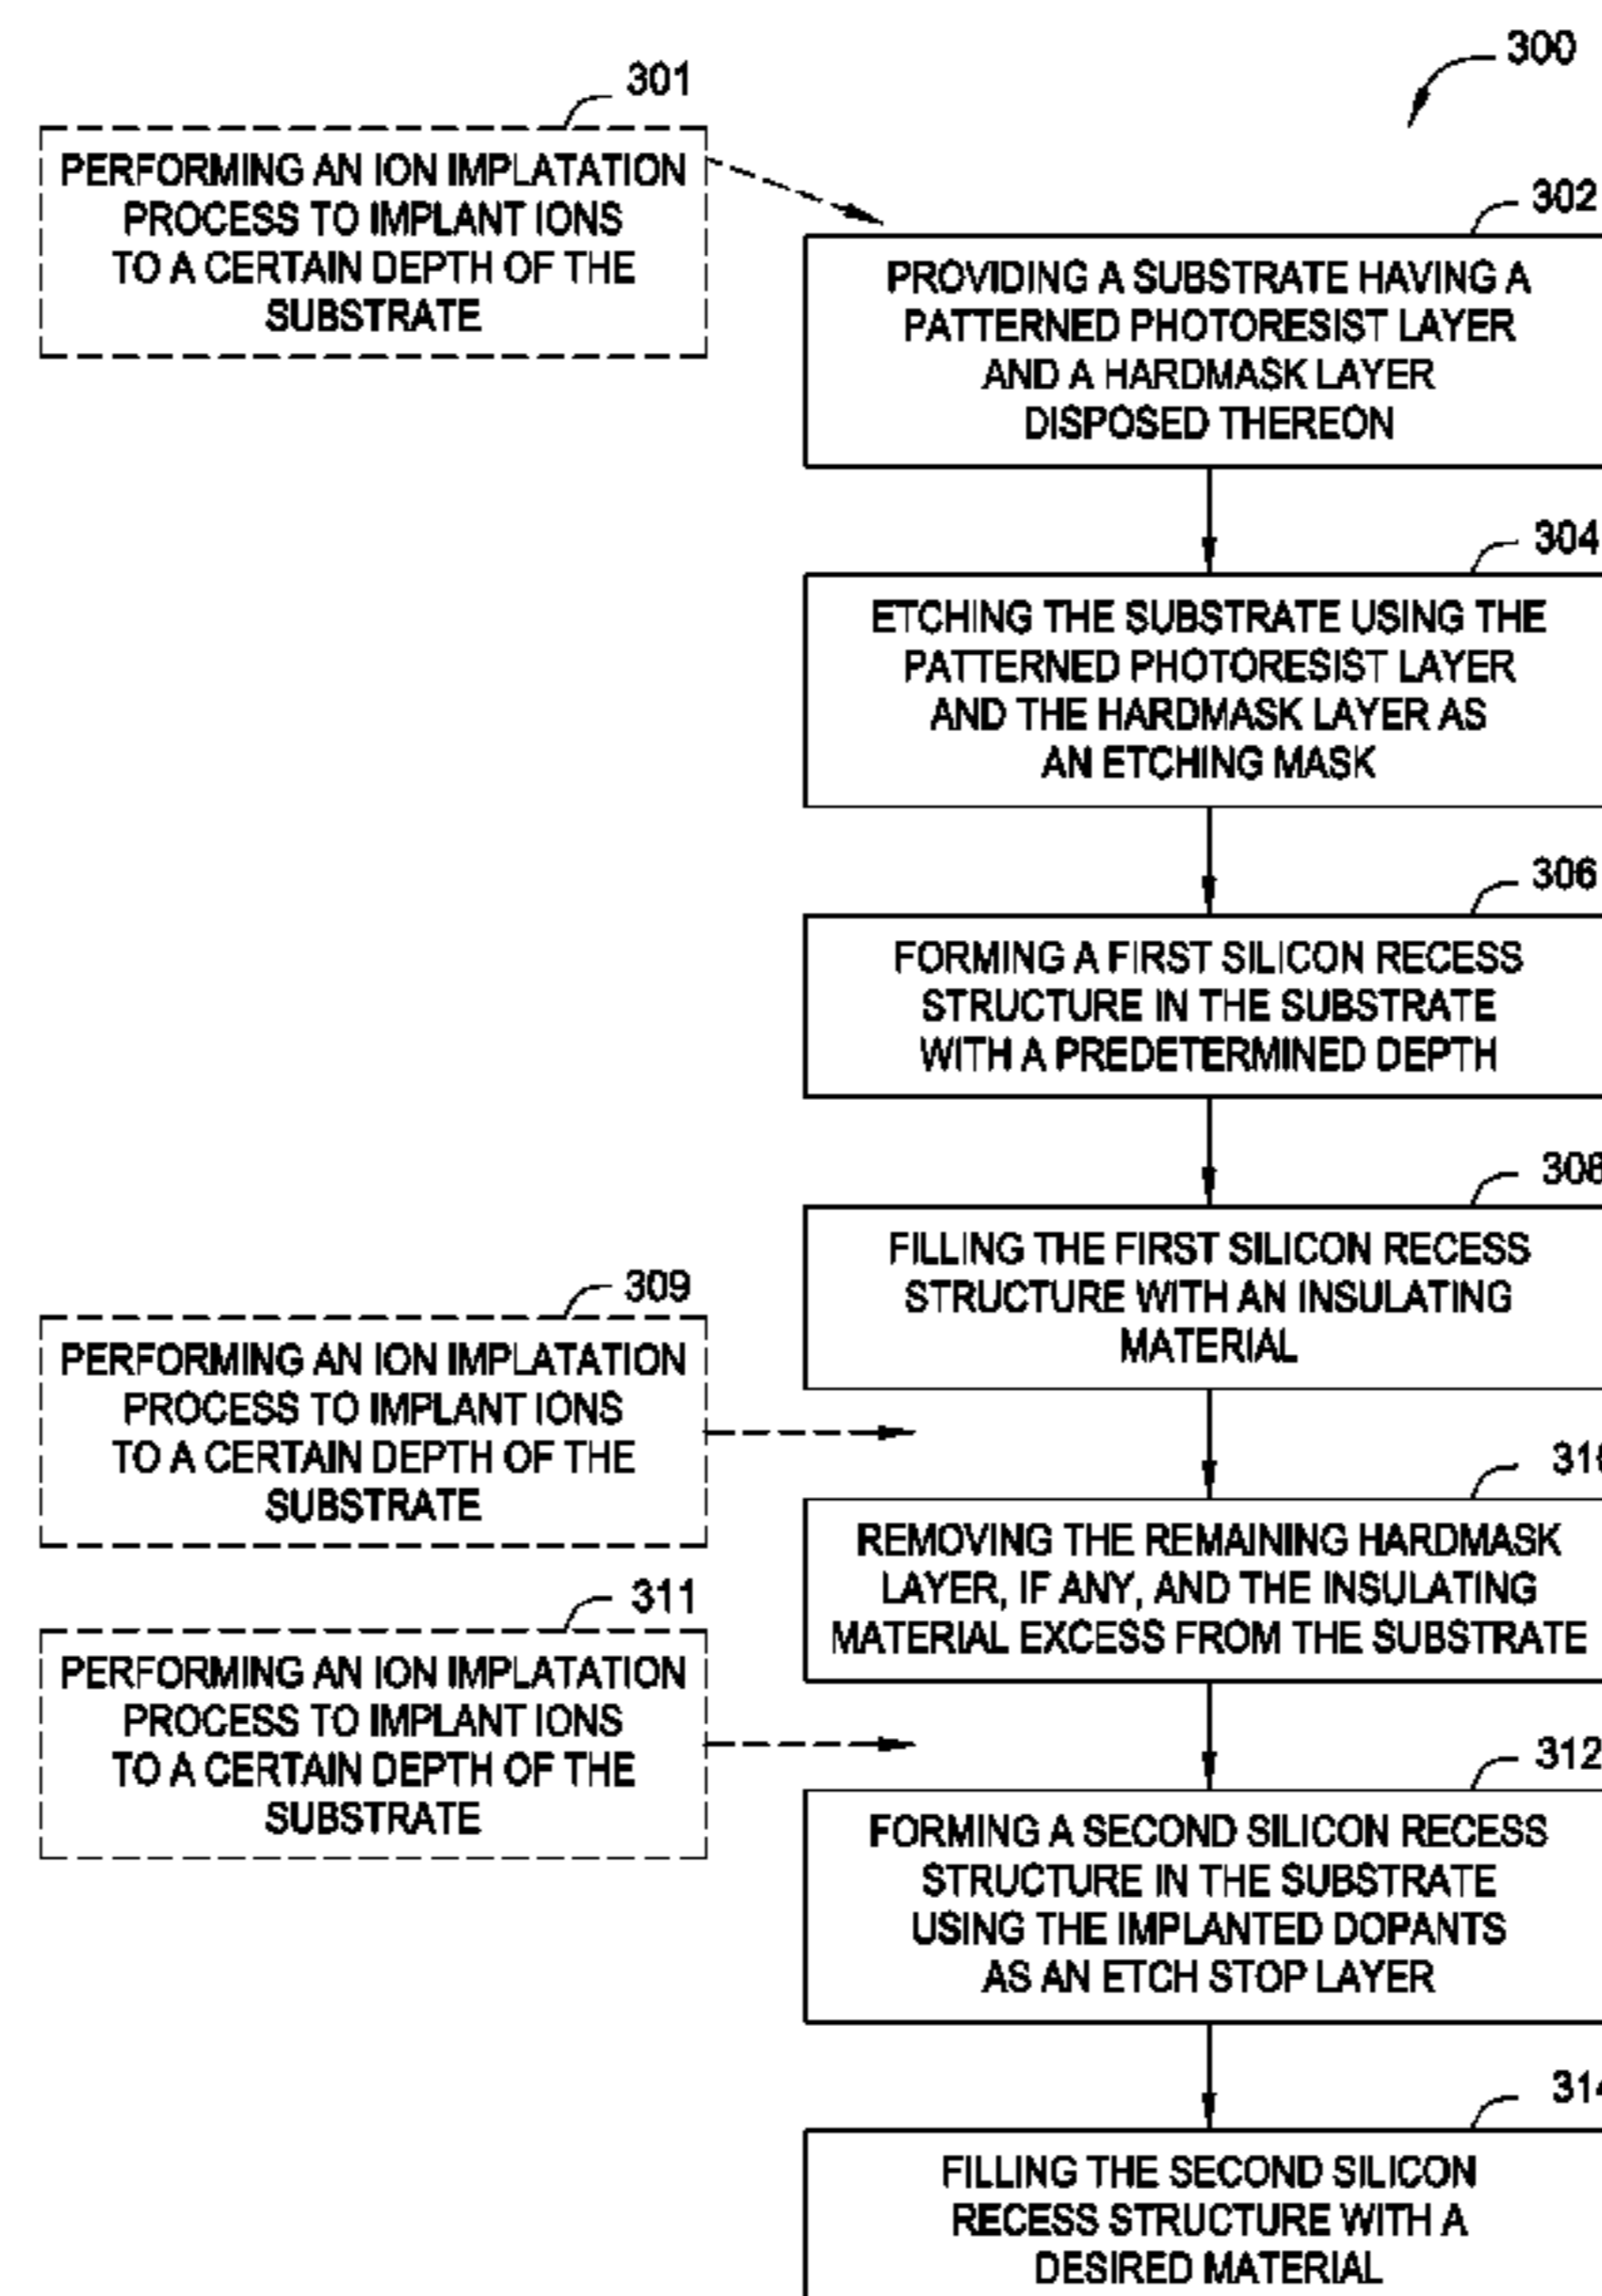 300
301
PERFORMING AN ION IMPLATATION
PROCESS TO IMPLANT IONS
TO A CERTAIN DEPTH OF THE
SUBSTRATE
302
PROVIDING A SUBSTRATE HAVING A
PATTERNED PHOTORESIST LAYER
AND A HARDMASK LAYER
DISPOSED THEREON
304
ETCHING THE SUBSTRATE USING THE
PATTERNED PHOTORESIST LAYER
AND THE HARDMASK LAYER AS
AN ETCHING MASK
306
FORMING A FIRST SILICON RECESS
STRUCTURE IN THE SUBSTRATE
WITH A PREDETERMINED DEPTH
308
FILLING THE FIRST SILICON RECESS
STRUCTURE WITH AN INSULATING
MATERIAL
309
PERFORMING AN ION IMPLATATION
PROCESS TO IMPLANT IONS
TO A CERTAIN DEPTH OF THE
SUBSTRATE
310
REMOVING THE REMAINING HARDMASK
LAYER, IF ANY, AND THE INSULATING
MATERIAL EXCESS FROM THE SUBSTRATE
311
PERFORMING AN ION IMPLATATION
PROCESS TO IMPLANT IONS
TO A CERTAIN DEPTH OF THE
SUBSTRATE
312
FORMING A SECOND SILICON RECESS
STRUCTURE IN THE SUBSTRATE
USING THE IMPLANTED DOPANTS
AS AN ETCH STOP LAYER
314
FILLING THE SECOND SILICON
RECESS STRUCTURE WITH A
DESIRED MATERIAL